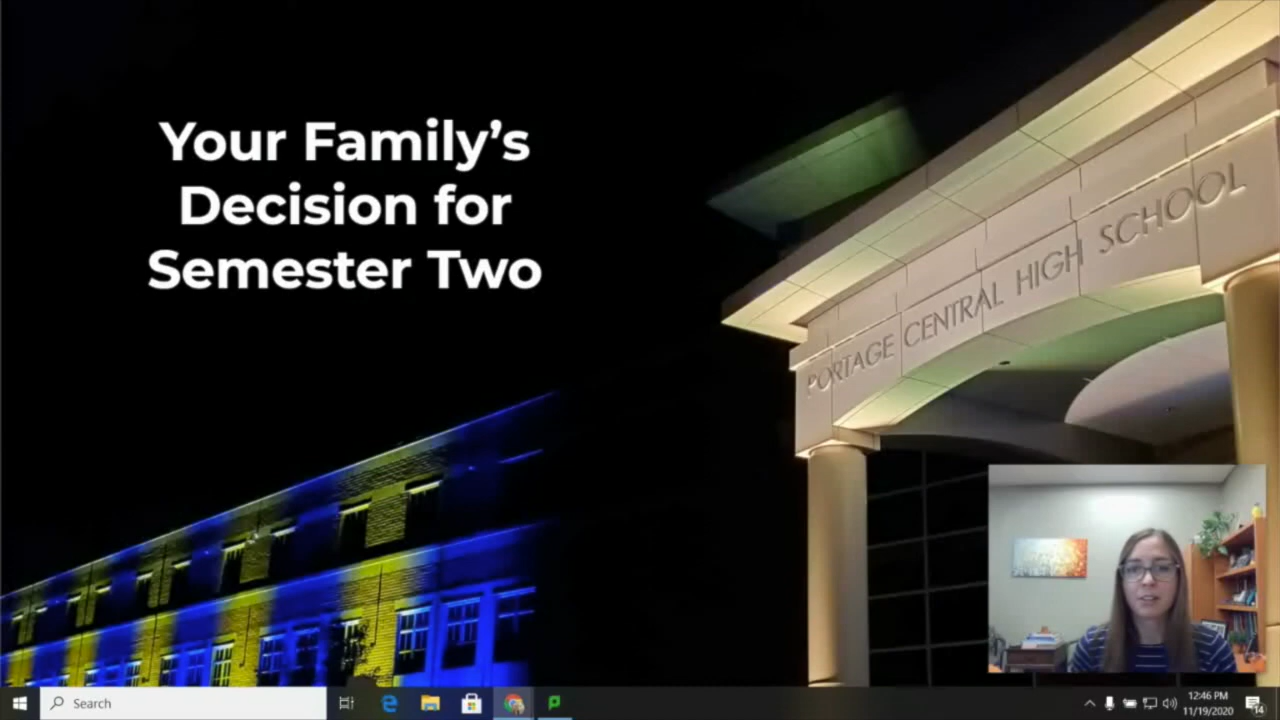 Your Family's
Decision for
Semester Two
PORTAGE CENTRAL HIGH SCHOOL
Search
12:46 PM
11/19/2020
14